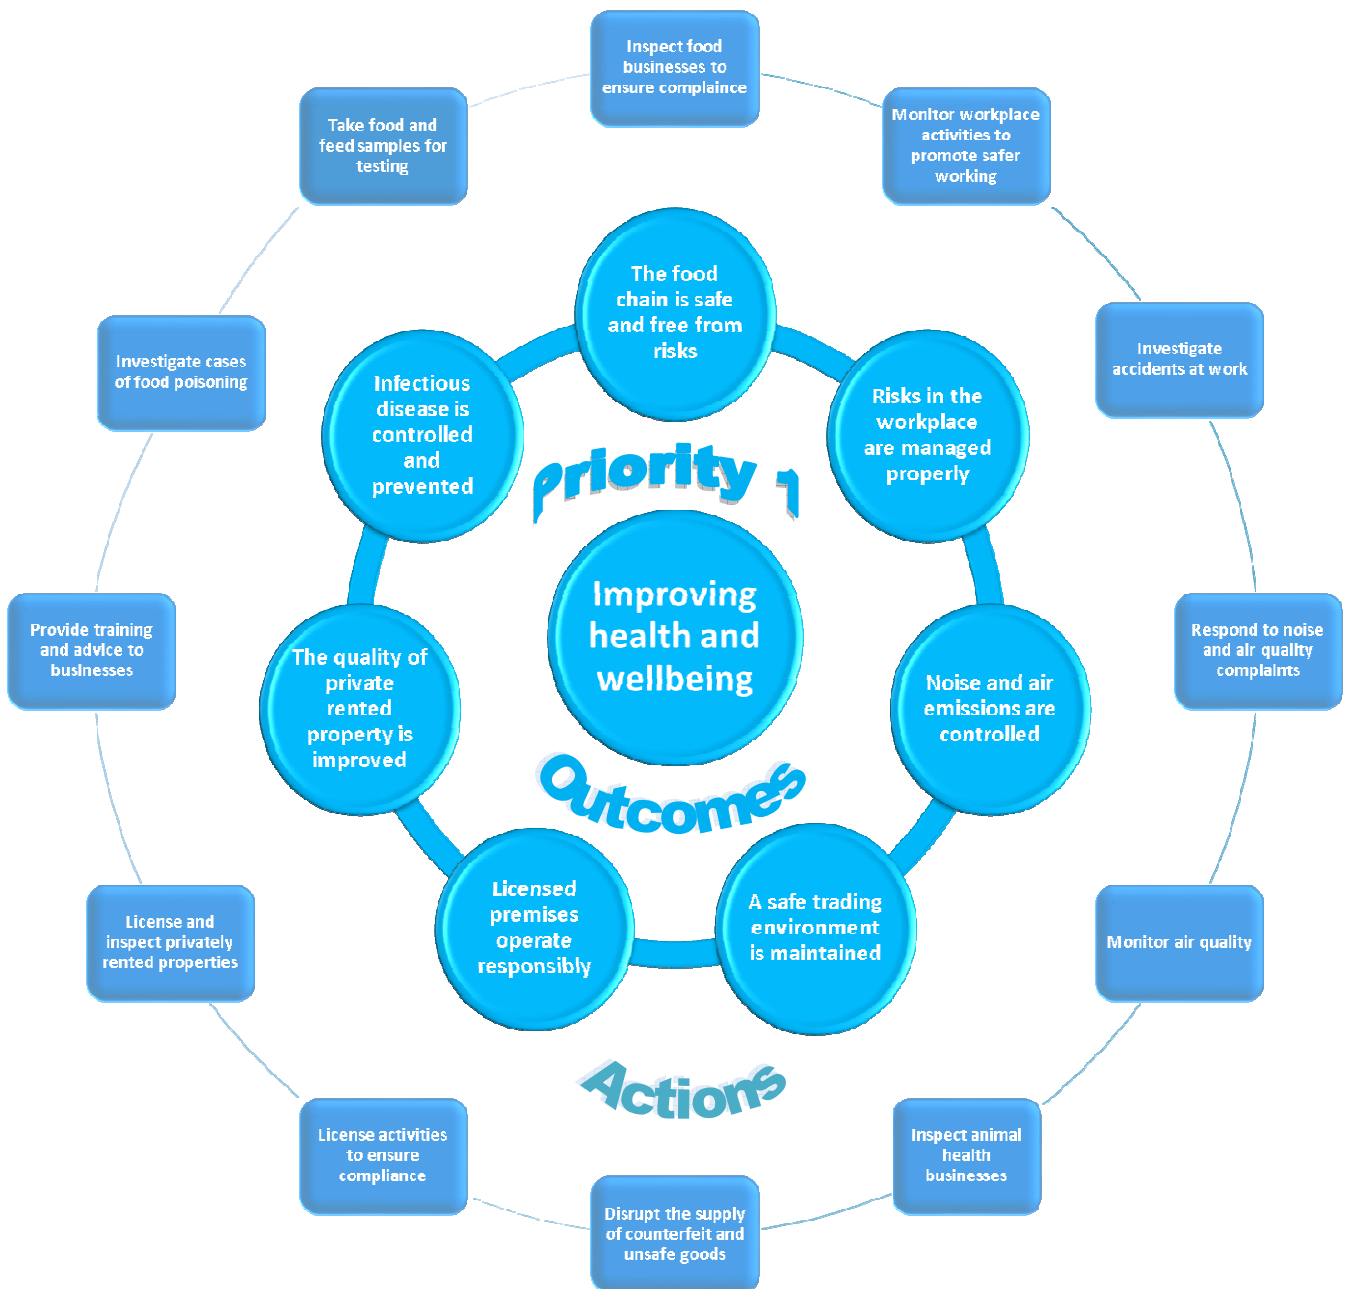 Inspect food
businesses to
ensure complaince
Monitor workplace
activities to
promote safer
working
Investigate
accidents at work
Respond to noise
and air quality
complaints
Monitor air quality
Inspect animal
health
businesses
Disrupt the supply
of counterfeit and
unsafe goods
License activities
to ensure
compliance
License and
inspect privately
rented properties
Provide training
and advice to
businesses
Investigate cases
of food poisoning
Take food and
feed samples for
testing
The food
chain is safe
and free from
risks
Risks in the
workplace
are managed
properly
Noise and air
emissions are
controlled
A safe trading
environment
is maintained
Licensed
premises
operate
responsibly
The quality of
private
rented
property is
improved
Infectious
disease is
controlled
and
prevented
Priority 1
Improving
health and
wellbeing
Outcomes
Actions